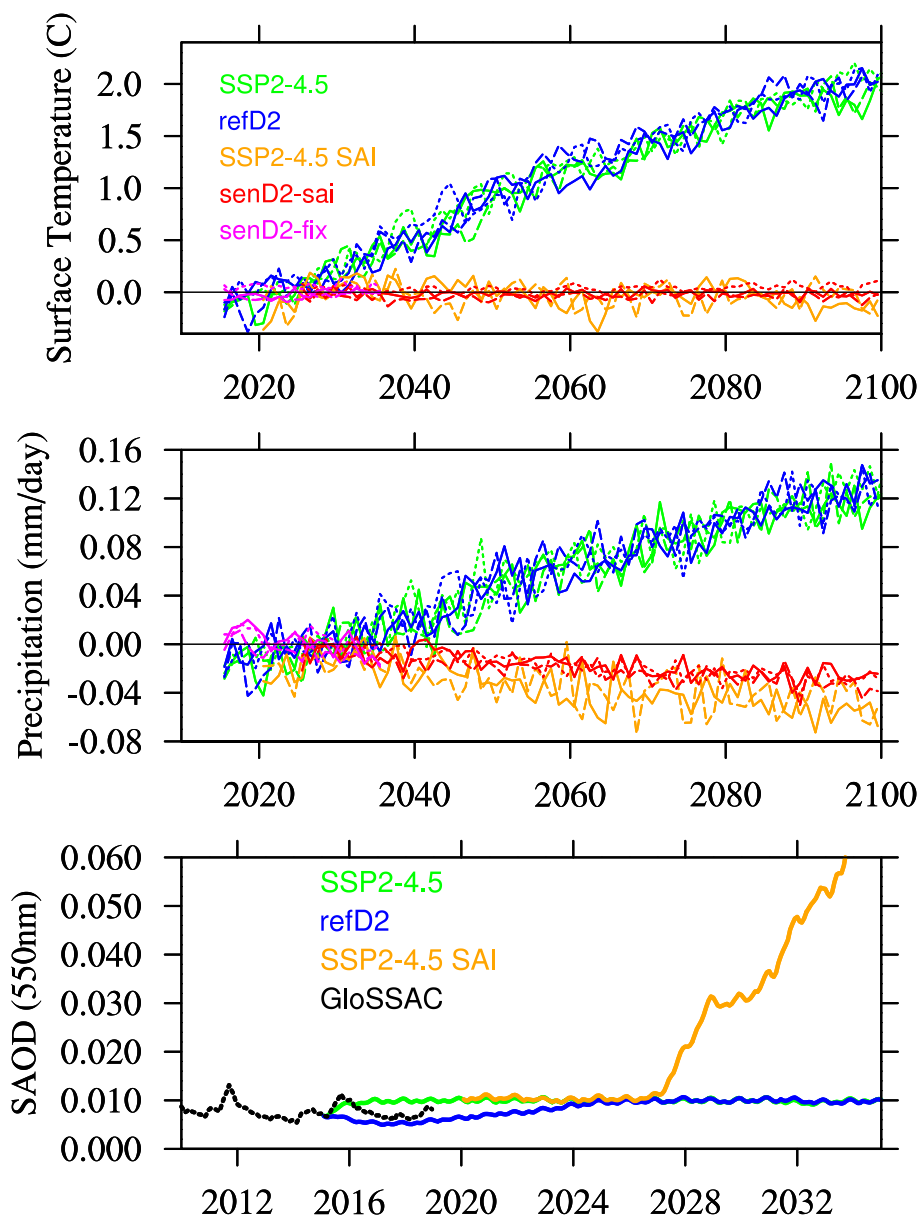 Surface Temperature (C)
2.0
1.5
1.0
0.5
0.0
SSP2-4.5
refD2
SSP2-4.5 SAI
senD2-sai
senD2-fix
2020 2040 2060 2080 2100
Precipitation (mm/day)
0.16
0.12
0.08
0.04
0.00
-0.04
-0.08
2020 2040 2060 2080 2100
SAOD (550nm)
0.060
0.050
0.040
0.030
0.020
0.010
0.000
SSP2-4.5
refD2
SSP2-4.5 SAI
GloSSAC
2012 2016 2020 2024 2028 2032